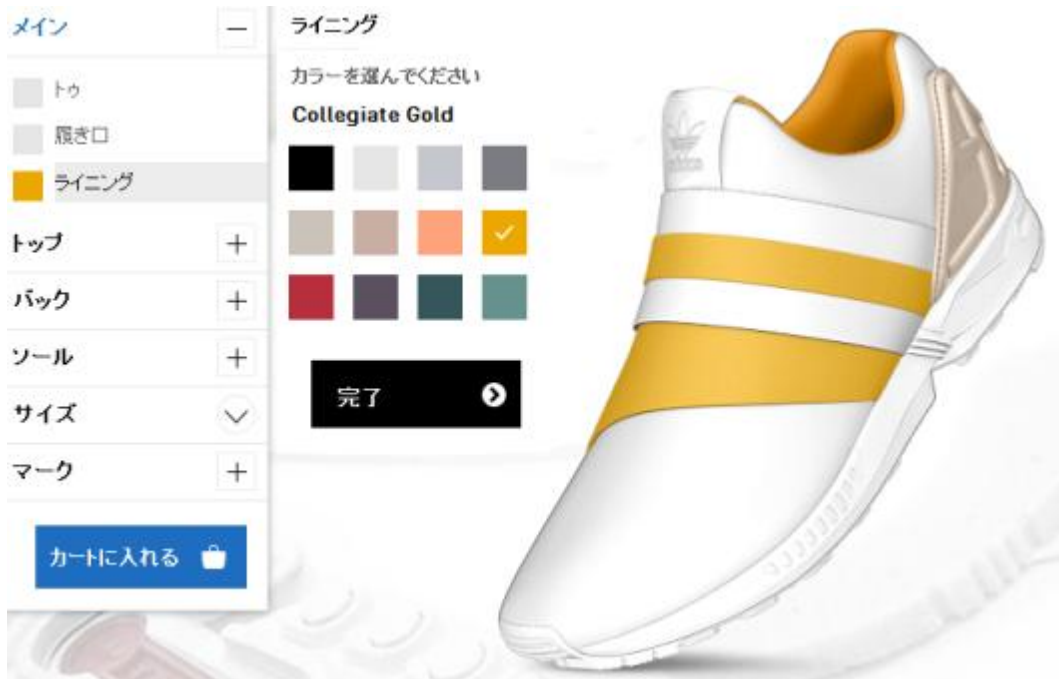 メイン
トゥ
履き口
ライニング
トップ
バック
ソール
サイズ
マーク
カートに入れる
ライニング
カラーを選んでください
Collegiate Gold
完了
adidas